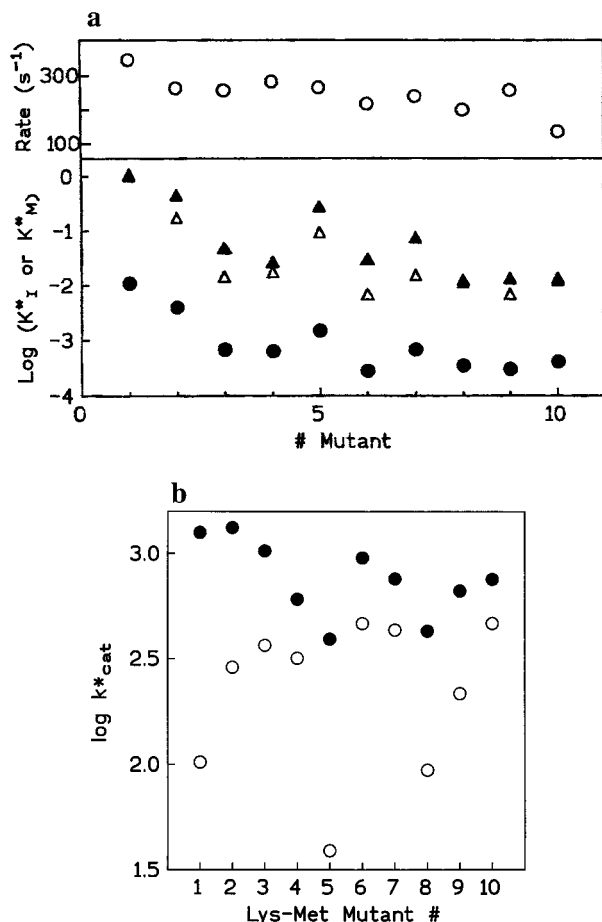 a
Rate (s⁻¹)
300
100
Log (K*I or K*M)
0
-1
-2
-3
-4
0 5 10
# Mutant
b
log k*cat
3.0
2.5
2.0
1.5
1 2 3 4 5 6 7 8 9 10
Lys-Met Mutant #